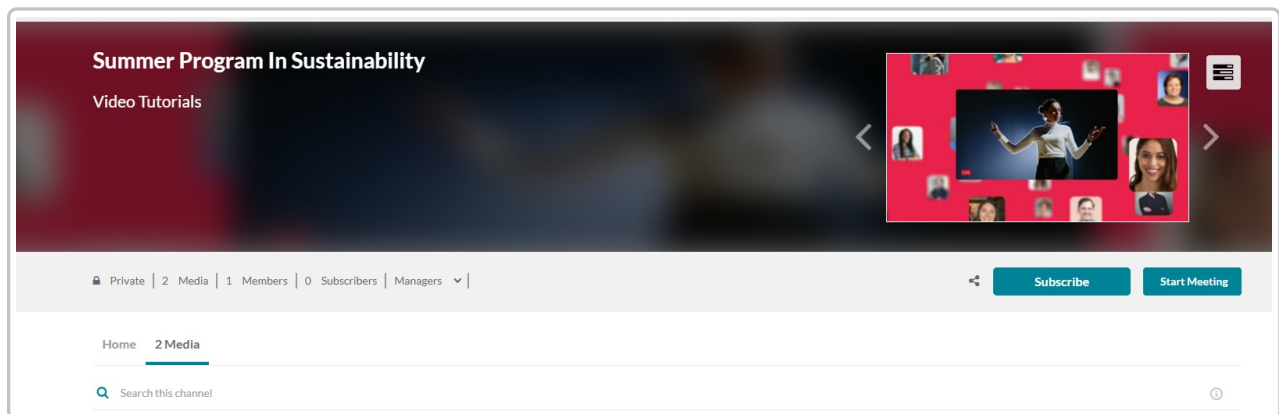 Summer Program In Sustainability
Video Tutorials
Private | 2 Media | 1 Members | 0 Subscribers | Managers |
Subscribe
Start Meeting
Home 2 Media
Search this channel